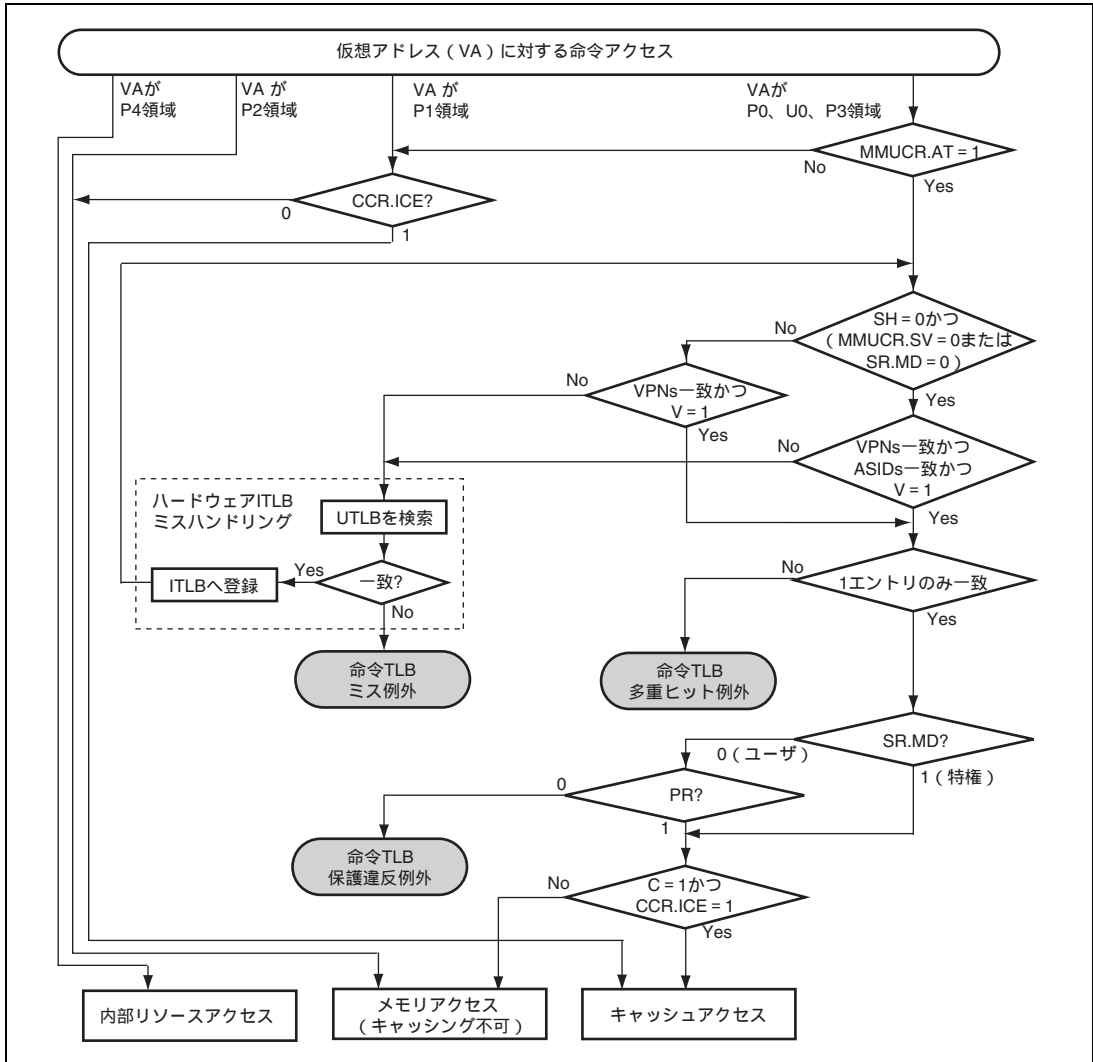 仮想アドレス（VA）に対する命令アクセス
VAが
P4領域
VAが
P2領域
VA が
P1領域
VAが
P0、U0、P3領域
MMUCR.AT = 1
No
Yes
CCR.ICE?
0
1
SH = 0かつ
（MMUCR.SV = 0または
SR.MD = 0）
No
Yes
VPNs一致かつ
V = 1
No
Yes
VPNs一致かつ
ASIDs一致かつ
V = 1
No
Yes
ハードウェアITLB
ミスハンドリング
UTLBを検索
一致?
Yes
No
ITLBへ登録
1エントリのみ一致
No
Yes
命令TLB
ミス例外
命令TLB
多重ヒット例外
SR.MD?
0（ユーザ）
1（特権）
PR?
0
1
命令TLB
保護違反例外
C = 1かつ
CCR.ICE = 1
No
Yes
内部リソースアクセス
メモリアクセス
（キャッシング不可）
キャッシュアクセス